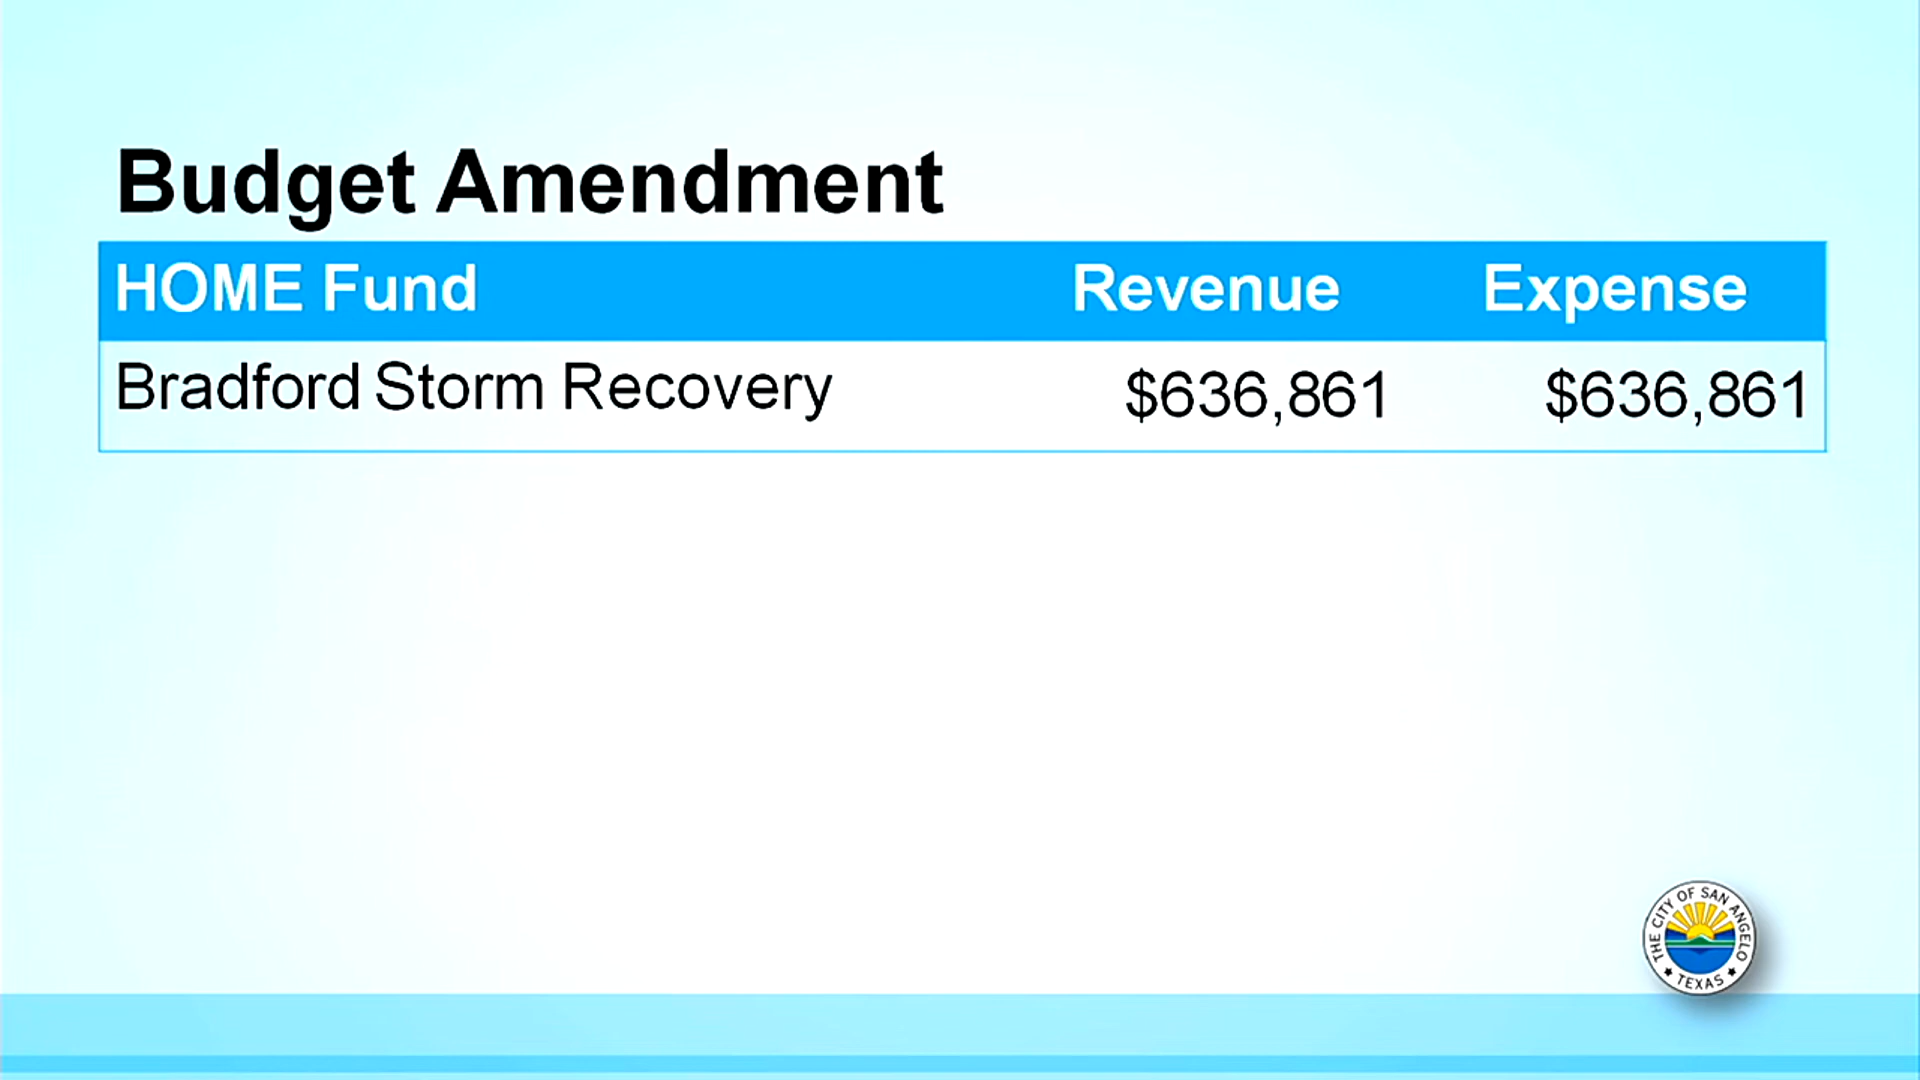 Budget Amendment
HOME Fund Revenue Expense
Bradford Storm Recovery $636,861 $636,861
THE CITY OF SAN ANGELO
★ TEXAS ★